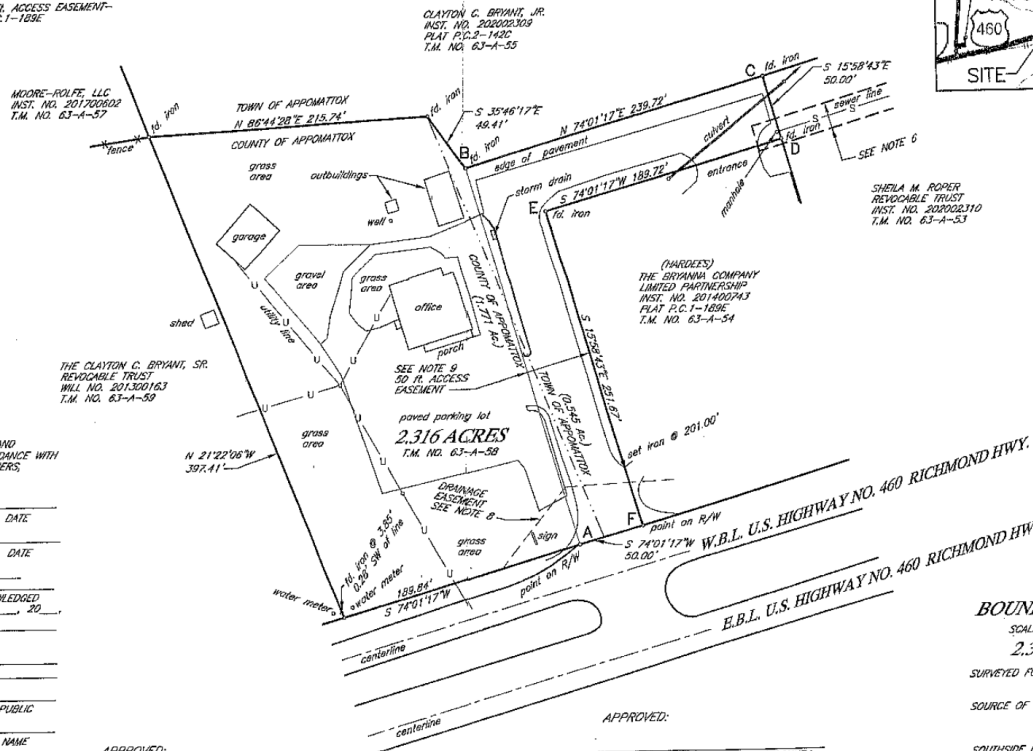 ft. ACCESS EASEMENT-
C.1-189E
CLAYTON C. BRYANT, JR.
INST. NO. 202002309
PLAT P.C.2-142C
T.M. NO. 63-A-55
460
SITE
MOORE-ROLFE, LLC
INST. NO. 201700602
T.M. NO. 63-A-57
fd. iron
fence
TOWN OF APPOMATTOX
N 86°44'28"E 215.74'
COUNTY OF APPOMATTOX
fd. iron
S 35°46'17"E
49.41'
B
fd. iron
N 74°01'17"E 239.72'
edge of pavement
C
fd. iron
S 15°58'43"E
50.00'
culvert
sewer line
S
S
S
fd. iron
D
SEE NOTE 6
entrance
manhole
S 74°01'17"W 189.72'
E
fd. iron
storm drain
SHEILA M. ROPER
REVOCABLE TRUST
INST. NO. 202002310
T.M. NO. 63-A-53
grass
area
outbuildings
well
garage
gravel
area
grass
area
office
porch
COUNTY OF APPOMATTOX
(1.771 Ac.)
(HARDEES)
THE BRYANNA COMPANY
LIMITED PARTNERSHIP
INST. NO. 201400743
PLAT P.C.1-189E
T.M. NO. 63-A-54
S 15°58'43"E 251.67'
shed
utility line
U
U
U
U
U
U
U
U
U
U
THE CLAYTON C. BRYANT, SR.
REVOCABLE TRUST
WILL NO. 201300163
T.M. NO. 63-A-59
SEE NOTE 9
50 ft. ACCESS
EASEMENT
TOWN OF APPOMATTOX
(0.545 Ac.)
paved parking lot
2.316 ACRES
T.M. NO. 63-A-58
grass
area
set iron @ 201.00'
N 21°22'06"W
397.41'
DRAINAGE
EASEMENT
SEE NOTE 8
grass
area
sign
A
F
point on R/W
S 74°01'17"W
50.00'
point on R/W
W.B.L. U.S. HIGHWAY NO. 460 RICHMOND HWY.
E.B.L. U.S. HIGHWAY NO. 460 RICHMOND HW
fd. iron @ 3.85'
0.26' SW of line
water meter
water meter
189.84'
S 74°01'17"W
centerline
centerline
AND
DANCE WITH
ERS,
DATE
DATE
LEDGED
, 20
PUBLIC
NAME
APPROVED:
APPROVED:
BOUN
SCAL
2.3
SURVEYED FO
SOURCE OF
SOUTHSIDE